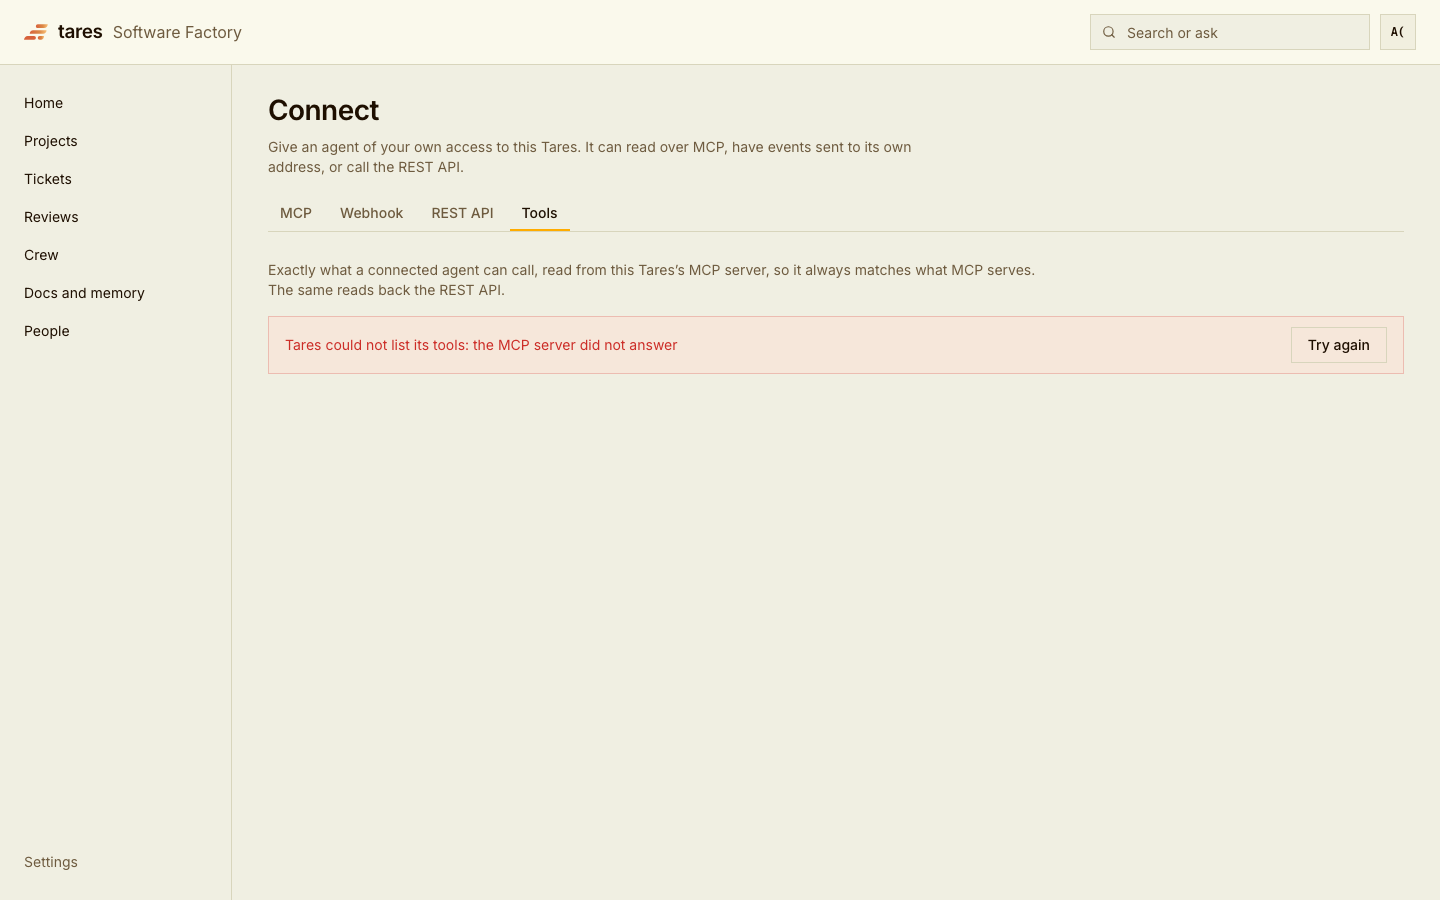 tares Software Factory
Search or ask
A(
Home
Projects
Tickets
Reviews
Crew
Docs and memory
People
Settings
Connect
Give an agent of your own access to this Tares. It can read over MCP, have events sent to its own
address, or call the REST API.
MCP Webhook REST API Tools
Exactly what a connected agent can call, read from this Tares’s MCP server, so it always matches what MCP serves.
The same reads back the REST API.
Tares could not list its tools: the MCP server did not answer
Try again